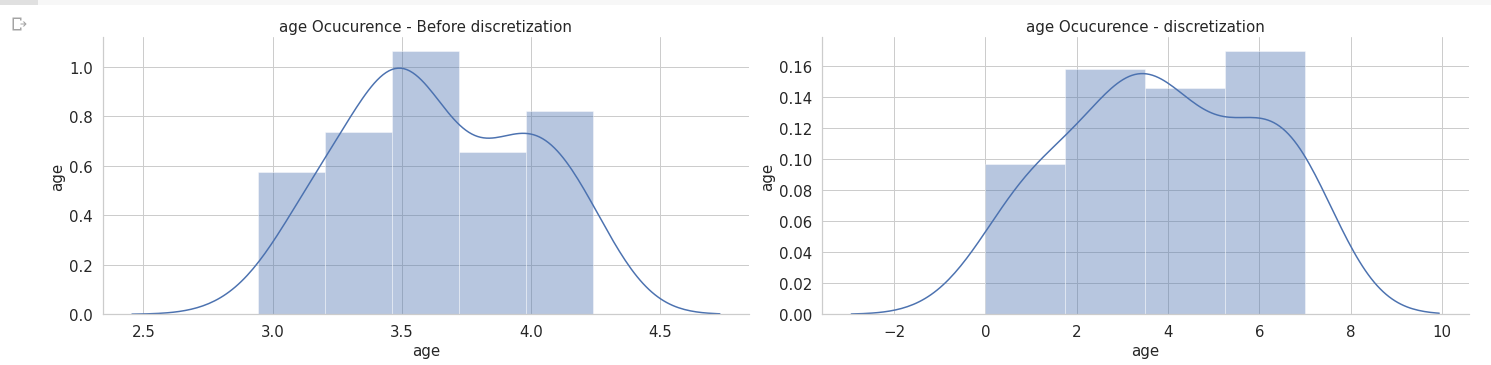 age Ocucurence - Before discretization
age
1.0
0.8
0.6
0.4
0.2
0.0
2.5 3.0 3.5 4.0 4.5
age
age Ocucurence - discretization
age
0.16
0.14
0.12
0.10
0.08
0.06
0.04
0.02
0.00
−2 0 2 4 6 8 10
age